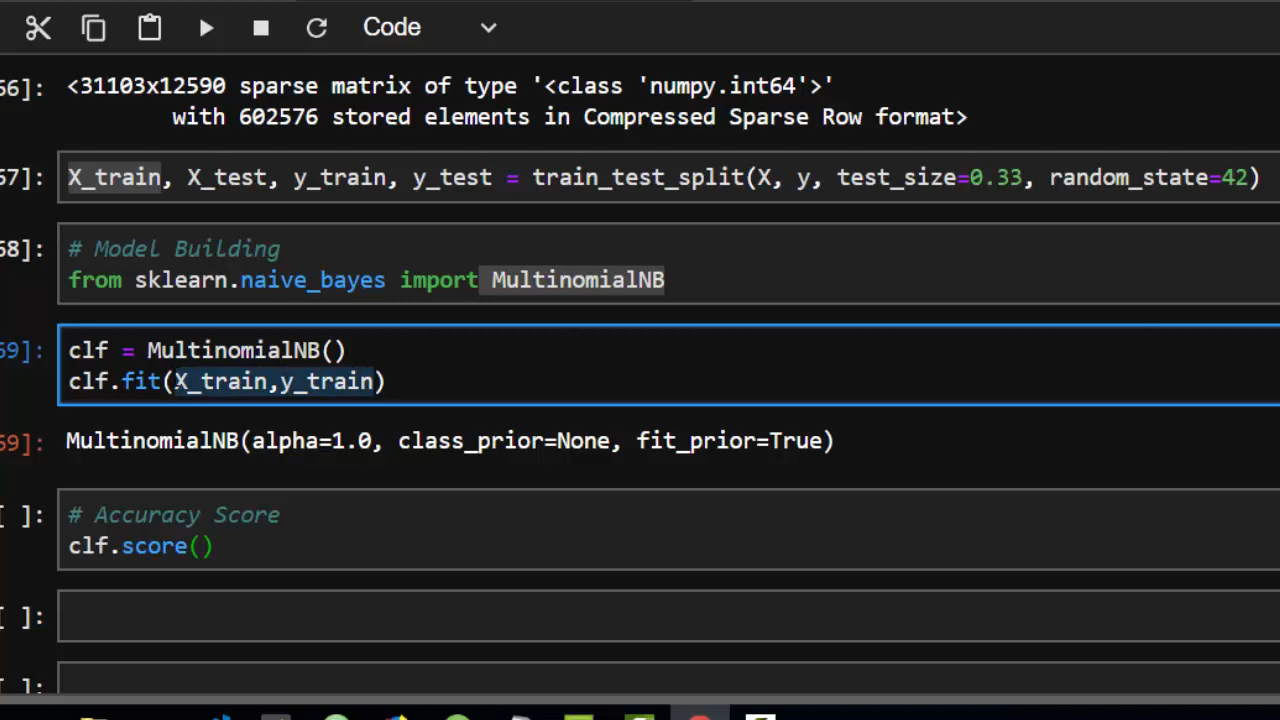 Code
56]: <31103x12590 sparse matrix of type '<class 'numpy.int64'>'
with 602576 stored elements in Compressed Sparse Row format>
57]: X_train, X_test, y_train, y_test = train_test_split(X, y, test_size=0.33, random_state=42)
58]: # Model Building
from sklearn.naive_bayes import MultinomialNB
59]: clf = MultinomialNB()
clf.fit(X_train,y_train)
59]: MultinomialNB(alpha=1.0, class_prior=None, fit_prior=True)
[ ]: # Accuracy Score
clf.score()
[ ]:
[ ]: